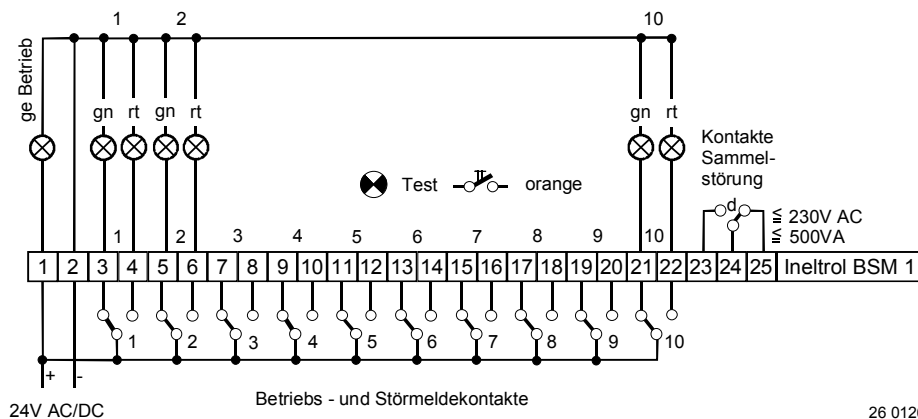 1 2 10
ge Betrieb
gn rt gn rt gn rt
Kontakte
Sammel-
störung
Test orange
d
≦ 230V AC
≦ 500VA
1 2 3 4 5 6 7 8 9 10
1 2 3 4 5 6 7 8 9 10 11 12 13 14 15 16 17 18 19 20 21 22 23 24 25 Ineltrol BSM 1
1 2 3 4 5 6 7 8 9 10
+ -
24V AC/DC
Betriebs - und Störmeldekontakte